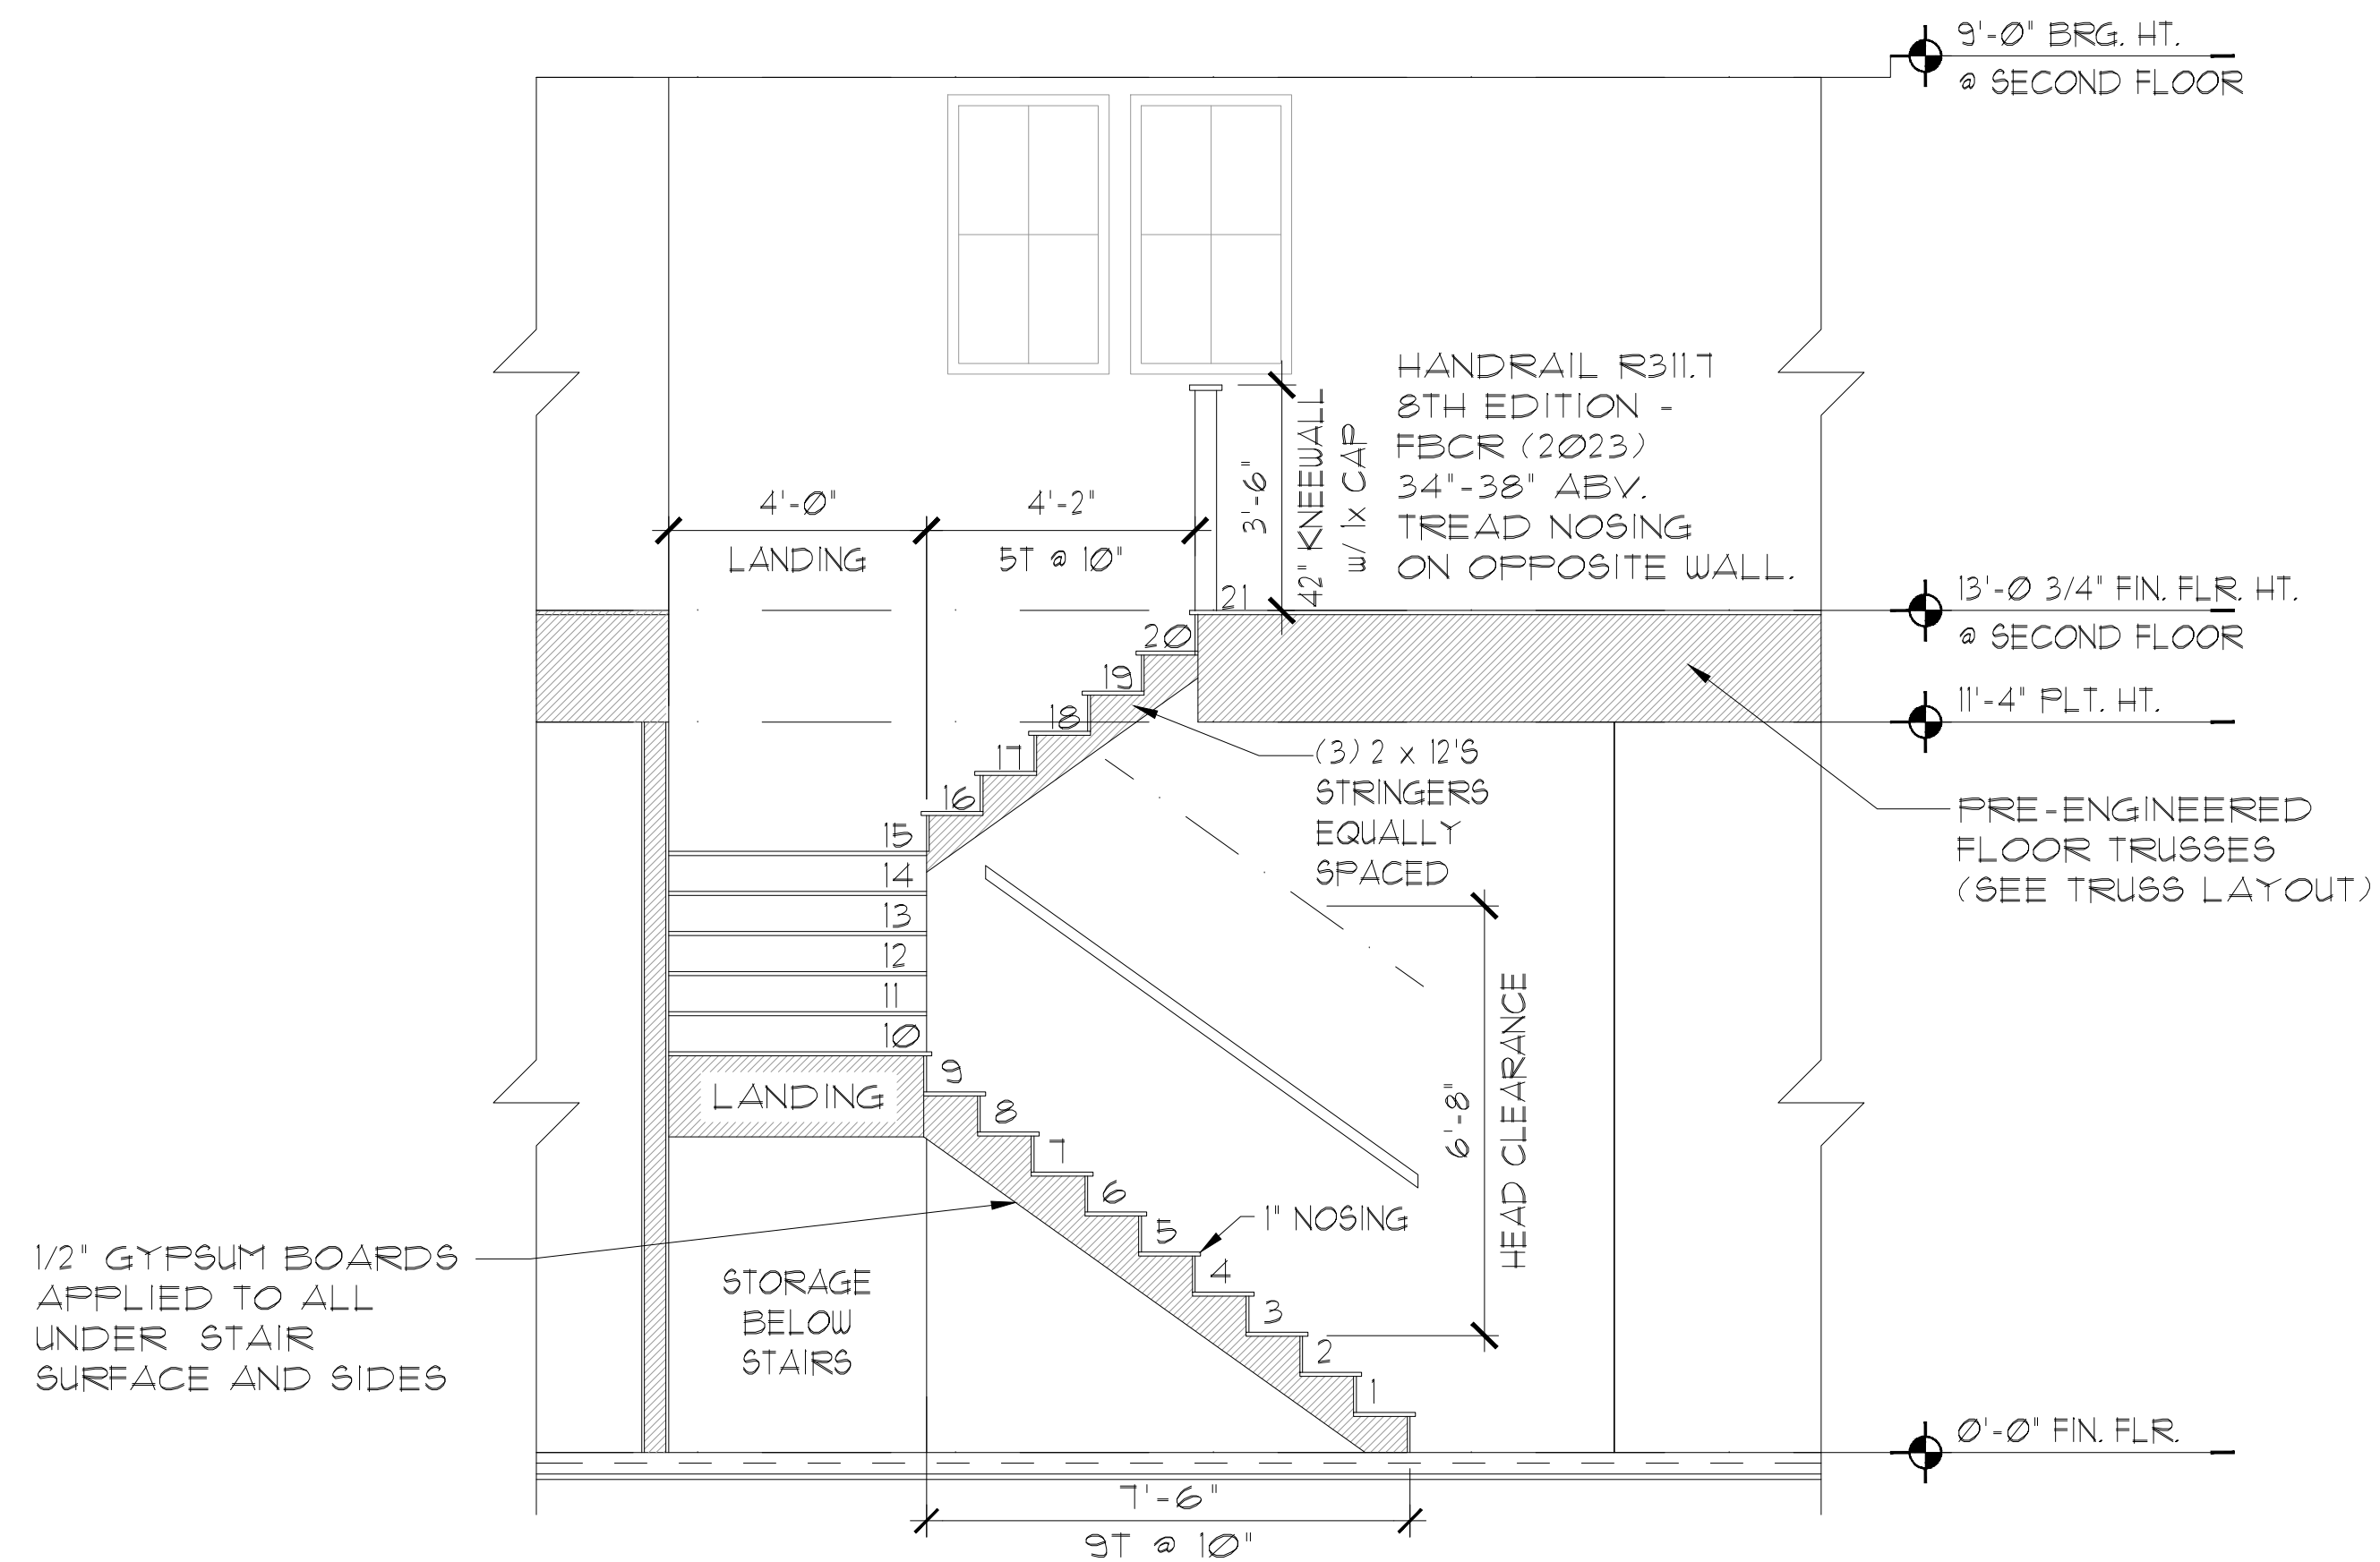 9'-0" BRG. HT.
@ SECOND FLOOR
HANDRAIL R311.7
8TH EDITION -
FBCR (2023)
34"-38" ABV.
TREAD NOSING
ON OPPOSITE WALL.
42" KNEEWALL
w/ 1x CAP
3'-6"
4'-0"
LANDING
4'-2"
5T @ 10"
13'-0 3/4" FIN. FLR. HT.
@ SECOND FLOOR
11'-4" PLT. HT.
21
20
19
18
17
16
15
14
13
12
11
10
(3) 2 x 12'S
STRINGERS
EQUALLY
SPACED
PRE-ENGINEERED
FLOOR TRUSSES
(SEE TRUSS LAYOUT)
LANDING
9
8
7
6
5
4
3
2
1
6'-8"
HEAD CLEARANCE
1" NOSING
1/2" GYPSUM BOARDS
APPLIED TO ALL
UNDER STAIR
SURFACE AND SIDES
STORAGE
BELOW
STAIRS
0'-0" FIN. FLR.
7'-6"
9T @ 10"